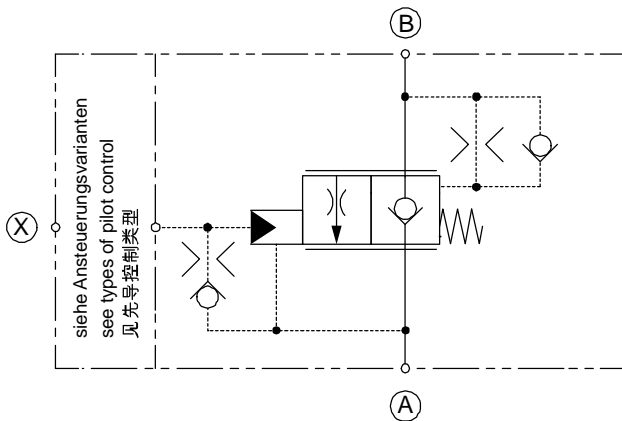 B
siehe Ansteuerungsvarianten
see types of pilot control
见先导控制类型
X
A